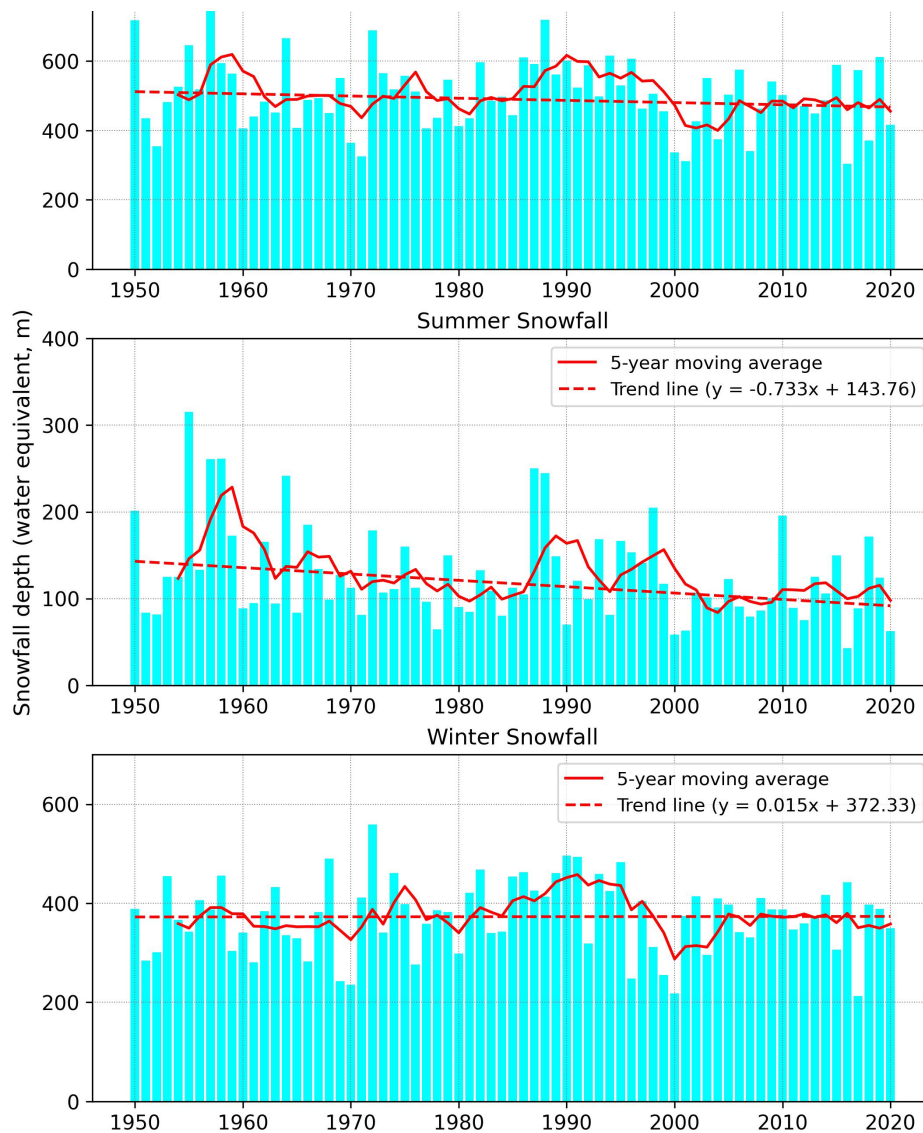 600
400
200
0
1950 1960 1970 1980 1990 2000 2010 2020
Snowfall depth (water equivalent, m)
Summer Snowfall
400
300
200
100
0
5-year moving average
Trend line (y = -0.733x + 143.76)
1950 1960 1970 1980 1990 2000 2010 2020
Winter Snowfall
600
400
200
0
5-year moving average
Trend line (y = 0.015x + 372.33)
1950 1960 1970 1980 1990 2000 2010 2020